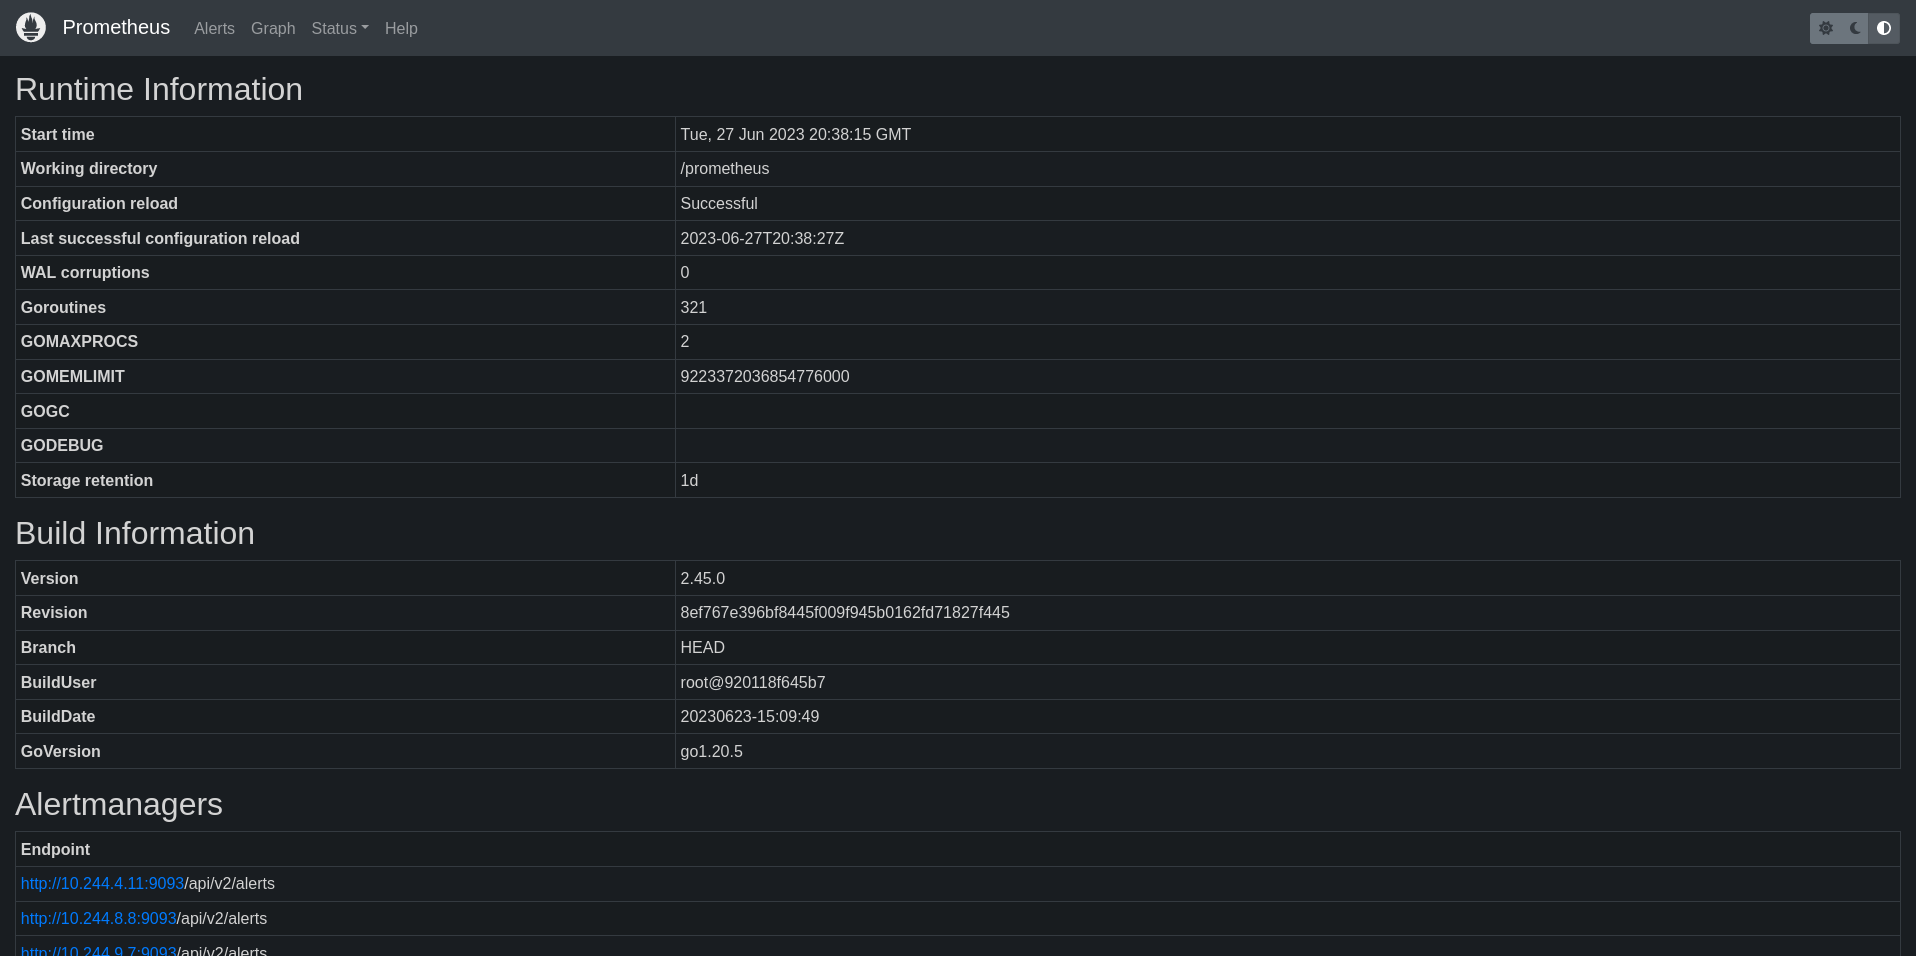 Prometheus Alerts Graph Status Help
Runtime Information
Start time Tue, 27 Jun 2023 20:38:15 GMT
Working directory /prometheus
Configuration reload Successful
Last successful configuration reload 2023-06-27T20:38:27Z
WAL corruptions 0
Goroutines 321
GOMAXPROCS 2
GOMEMLIMIT 9223372036854776000
GOGC
GODEBUG
Storage retention 1d
Build Information
Version 2.45.0
Revision 8ef767e396bf8445f009f945b0162fd71827f445
Branch HEAD
BuildUser root@920118f645b7
BuildDate 20230623-15:09:49
GoVersion go1.20.5
Alertmanagers
Endpoint
http://10.244.4.11:9093/api/v2/alerts
http://10.244.8.8:9093/api/v2/alerts
http://10.244.9.7:9093/api/v2/alerts